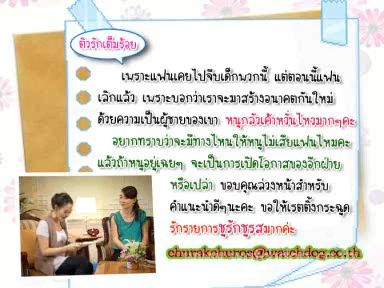 ติวรักเต็มร้อย
เพราะแฟนเคยไปจีบเด็กพวกนี้ แต่ตอนนี้แฟน
เลิกแล้ว เพราะบอกว่าเราจะมาสร้างอนาคตกันใหม่
ด้วยความเป็นผู้ชายของเขา หนูกลัวเค้าหวั่นไหวมากๆค่ะ
อยากทราบว่าจะมีทางไหนให้หนูไม่เสียแฟนไหมคะ
แล้วถ้าหนูอยู่เฉยๆ จะเป็นการเปิดโอกาสของอีกฝ่าย
หรือเปล่า ขอบคุณล่วงหน้าสำหรับ
คำแนะนำดีๆนะคะ ขอให้เรตติ้งกระฉูด
รักรายการชูรักชูรสมากค่ะ
churakchuros@watchdog.co.th